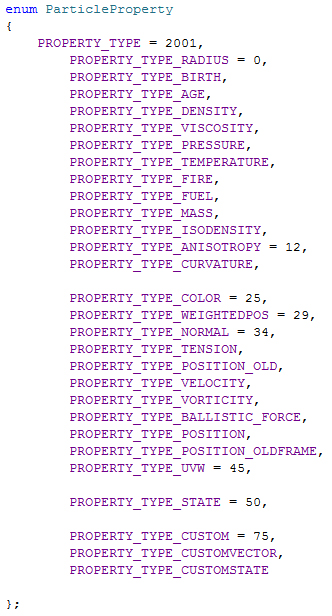 enum ParticleProperty
{
PROPERTY_TYPE = 2001,
PROPERTY_TYPE_RADIUS = 0,
PROPERTY_TYPE_BIRTH,
PROPERTY_TYPE_AGE,
PROPERTY_TYPE_DENSITY,
PROPERTY_TYPE_VISCOSITY,
PROPERTY_TYPE_PRESSURE,
PROPERTY_TYPE_TEMPERATURE,
PROPERTY_TYPE_FIRE,
PROPERTY_TYPE_FUEL,
PROPERTY_TYPE_MASS,
PROPERTY_TYPE_ISODENSITY,
PROPERTY_TYPE_ANISOTROPY = 12,
PROPERTY_TYPE_CURVATURE,
PROPERTY_TYPE_COLOR = 25,
PROPERTY_TYPE_WEIGHTEDPOS = 29,
PROPERTY_TYPE_NORMAL = 34,
PROPERTY_TYPE_TENSION,
PROPERTY_TYPE_POSITION_OLD,
PROPERTY_TYPE_VELOCITY,
PROPERTY_TYPE_VORTICITY,
PROPERTY_TYPE_BALLISTIC_FORCE,
PROPERTY_TYPE_POSITION,
PROPERTY_TYPE_POSITION_OLDFRAME,
PROPERTY_TYPE_UVW = 45,
PROPERTY_TYPE_STATE = 50,
PROPERTY_TYPE_CUSTOM = 75,
PROPERTY_TYPE_CUSTOMVECTOR,
PROPERTY_TYPE_CUSTOMSTATE
};